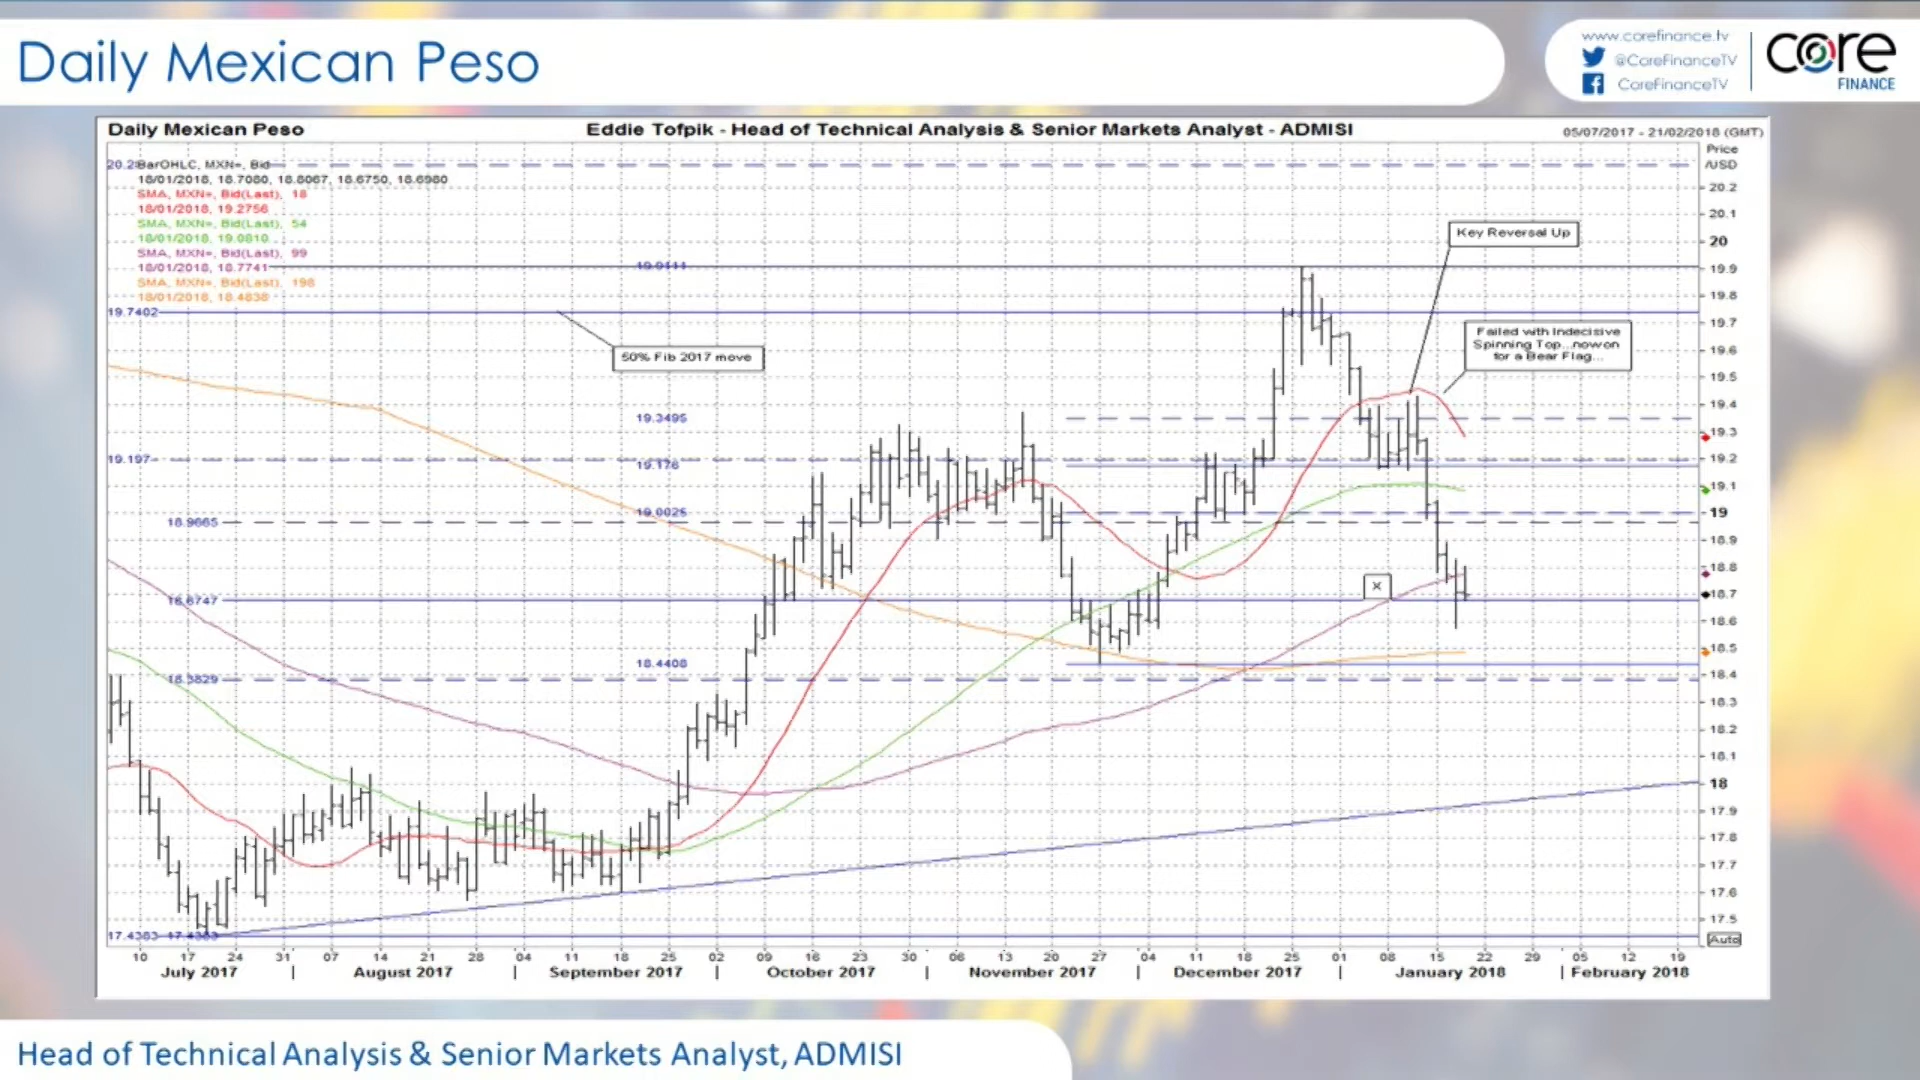 Daily Mexican Peso
www.corefinance.tv
@CoreFinanceTV
CoreFinanceTV
core
FINANCE
Daily Mexican Peso
Eddie Tofpik - Head of Technical Analysis & Senior Markets Analyst - ADMISI
05/07/2017 - 21/02/2018 (GMT)
BarOHLC, MXN=, Bid
18/01/2018, 18.7080, 18.8067, 18.6750, 18.6980
SMA, MXN=, Bid(Last), 18
18/01/2018, 19.2756
SMA, MXN=, Bid(Last), 54
18/01/2018, 19.0810
SMA, MXN=, Bid(Last), 99
18/01/2018, 18.7741
SMA, MXN=, Bid(Last), 198
18/01/2018, 18.4838
Price
/USD
20.2
20.1
20
19.9
19.8
19.7
19.6
19.5
19.4
19.3
19.2
19.1
19
18.9
18.8
18.7
18.6
18.5
18.4
18.3
18.2
18.1
18
17.9
17.8
17.7
17.6
17.5
Auto
Key Reversal Up
Failed with Indecisive
Spinning Top...now on
for a Bear Flag...
50% Fib 2017 move
X
19.9111
19.7402
19.3495
19.197
19.176
19.0025
18.9665
18.6747
18.4408
18.3829
17.4383 17.4383
10 17 24 31 07 14 21 28 04 11 18 25 02 09 16 23 30 06 13 20 27 04 11 18 25 01 08 15 22 29 05 12 19
July 2017 | August 2017 | September 2017 | October 2017 | November 2017 | December 2017 | January 2018 | February 2018
Head of Technical Analysis & Senior Markets Analyst, ADMISI